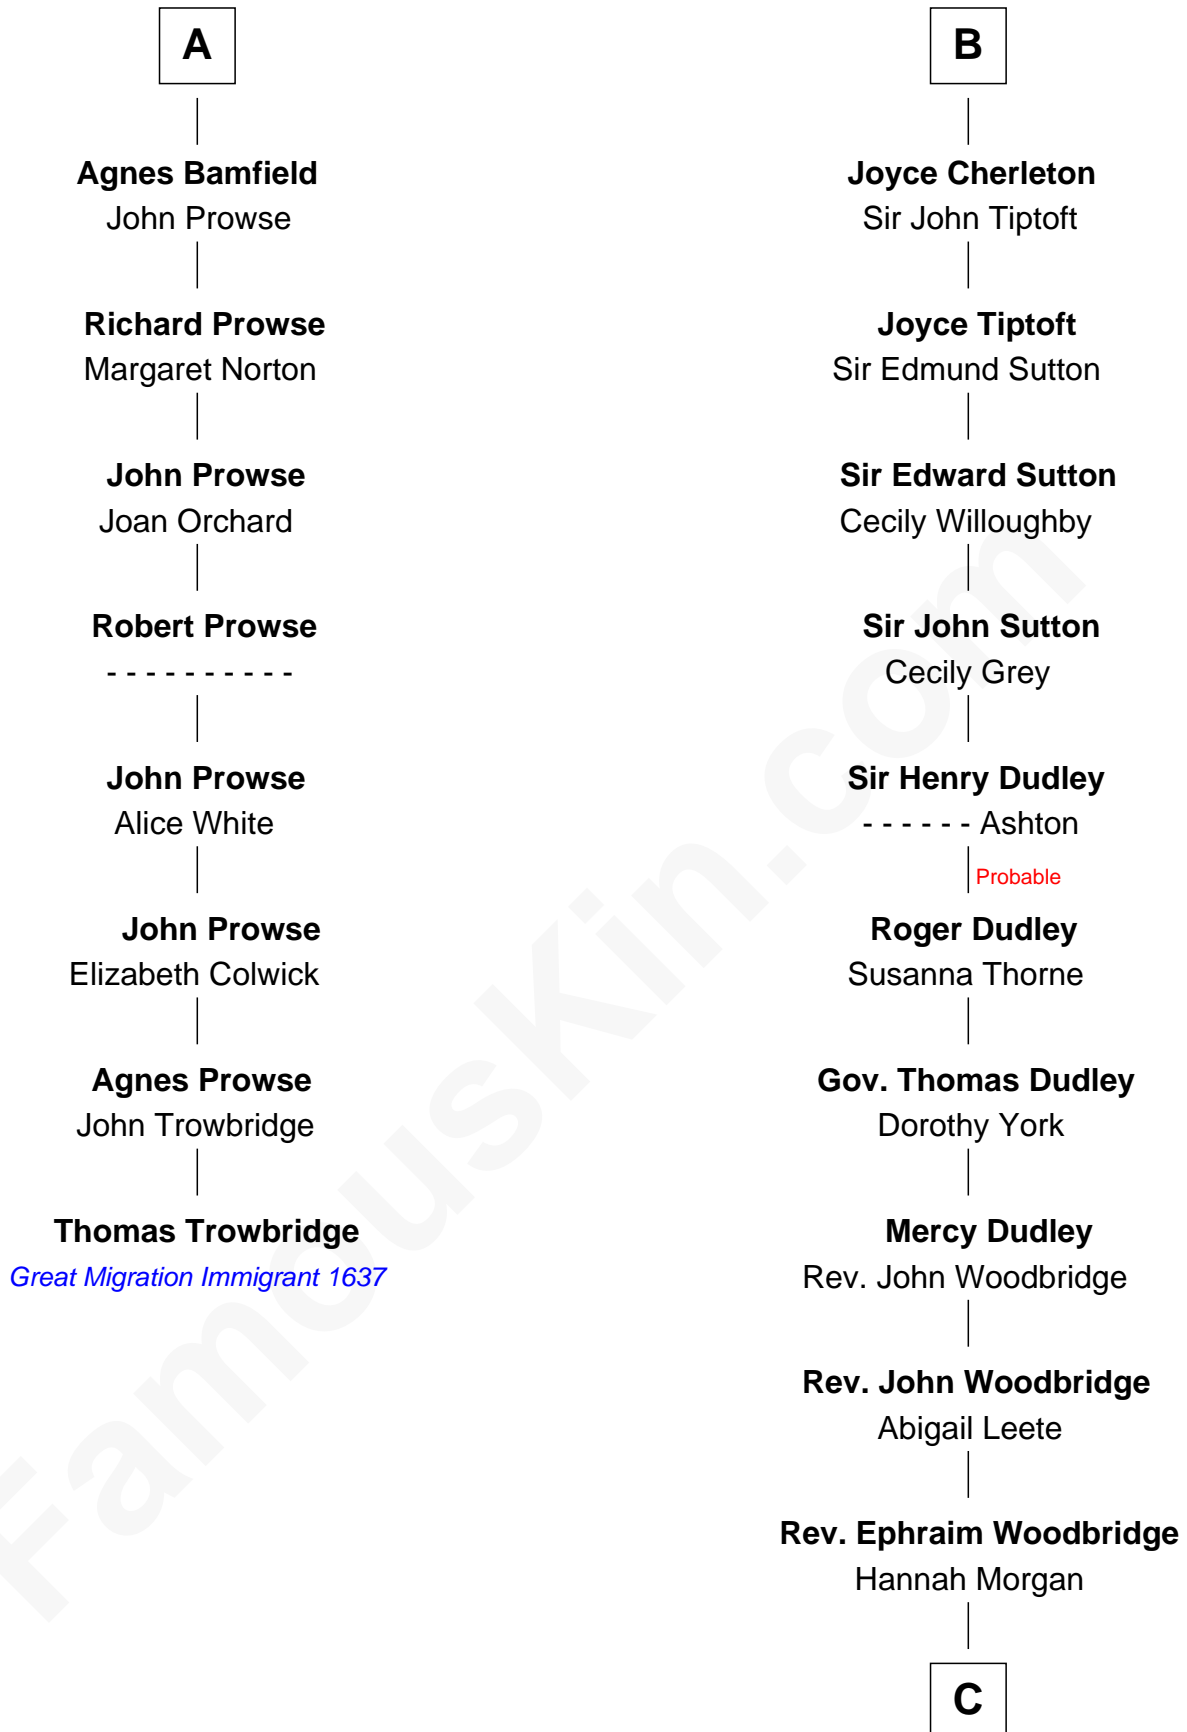 A
Agnes Bamfield
John Prowse
Richard Prowse
Margaret Norton
John Prowse
Joan Orchard
Robert Prowse
- - - - - - - - - -
John Prowse
Alice White
John Prowse
Elizabeth Colwick
Agnes Prowse
John Trowbridge
Thomas Trowbridge
Great Migration Immigrant 1637
B
Joyce Cherleton
Sir John Tiptoft
Joyce Tiptoft
Sir Edmund Sutton
Sir Edward Sutton
Cecily Willoughby
Sir John Sutton
Cecily Grey
Sir Henry Dudley
- - - - - - Ashton
Probable
Roger Dudley
Susanna Thorne
Gov. Thomas Dudley
Dorothy York
Mercy Dudley
Rev. John Woodbridge
Rev. John Woodbridge
Abigail Leete
Rev. Ephraim Woodbridge
Hannah Morgan
C
FamousKin.com